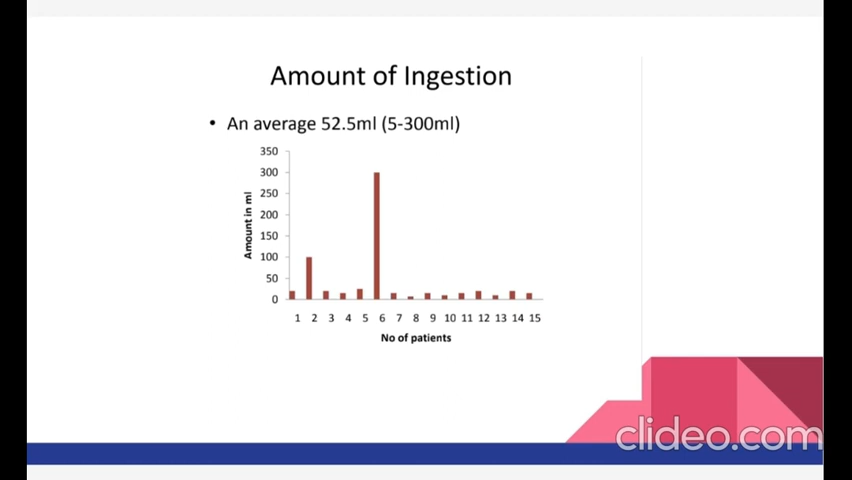 Amount of Ingestion
• An average 52.5ml (5-300ml)
350
300
250
200
150
100
50
0
Amount in ml
1 2 3 4 5 6 7 8 9 10 11 12 13 14 15
No of patients
clideo.com